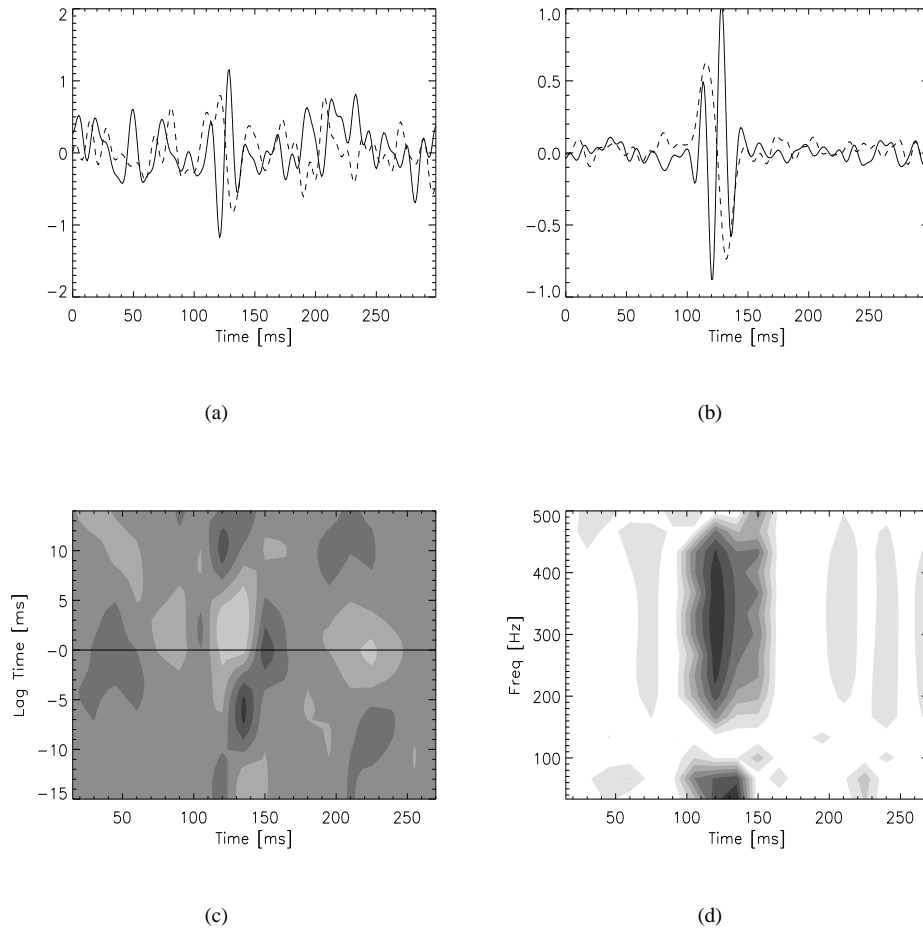 2
1
0
−1
−2
0 50 100 150 200 250
Time [ms]
(a)
1.0
0.5
0.0
−0.5
−1.0
0 50 100 150 200 250
Time [ms]
(b)
Lag Time [ms]
10
5
−0
−5
−10
−15
50 100 150 200 250
Time [ms]
(c)
Freq [Hz]
500
400
300
200
100
50 100 150 200 250
Time [ms]
(d)